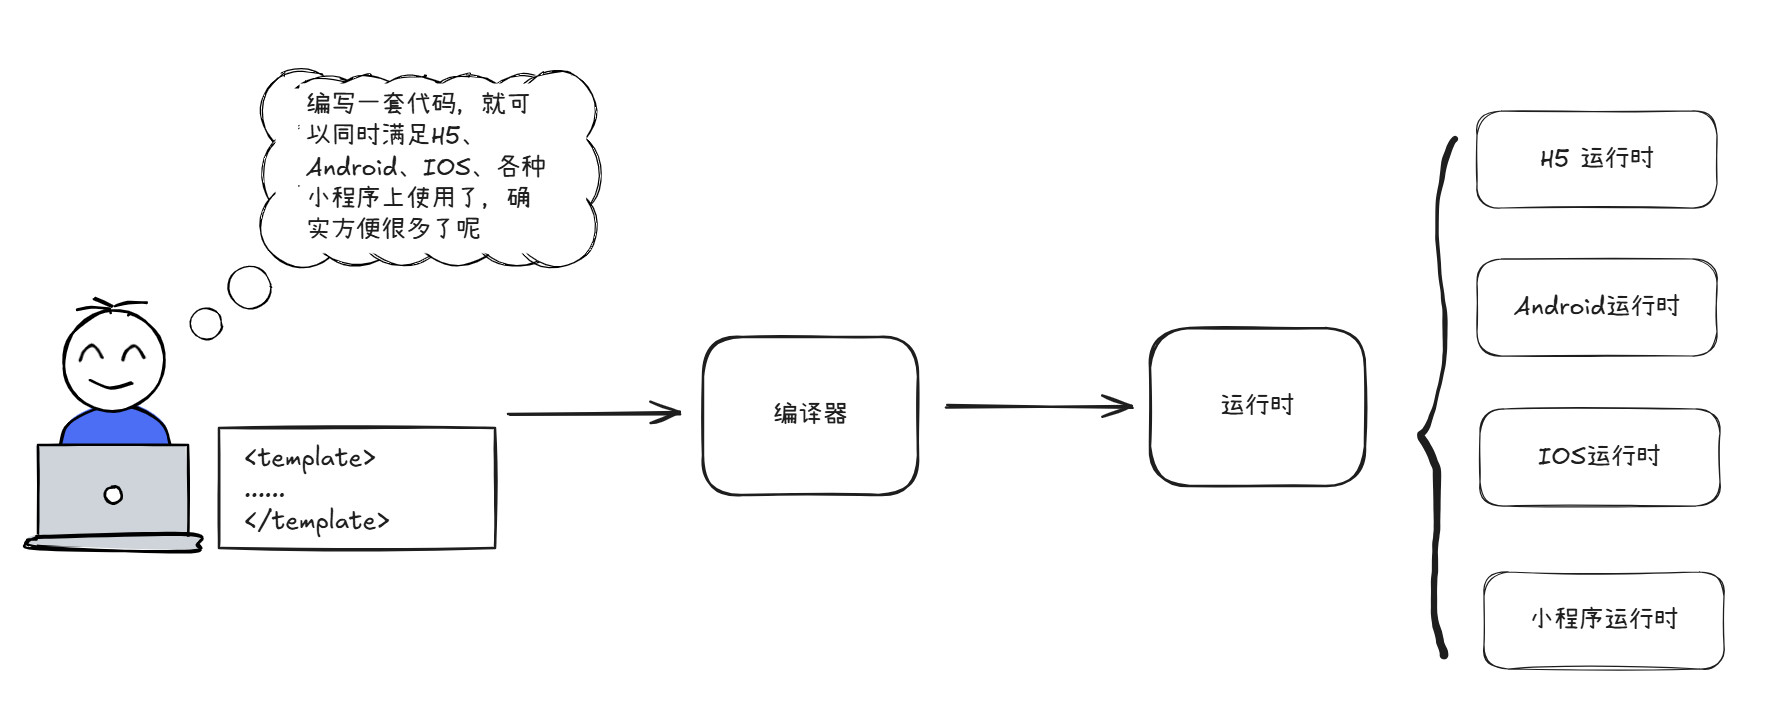 编写一套代码，就可
以同时满足H5、
Android、IOS、各种
小程序上使用了，确
实方便很多了呢
<template>
......
</template>
编译器
运行时
H5 运行时
Android运行时
IOS运行时
小程序运行时